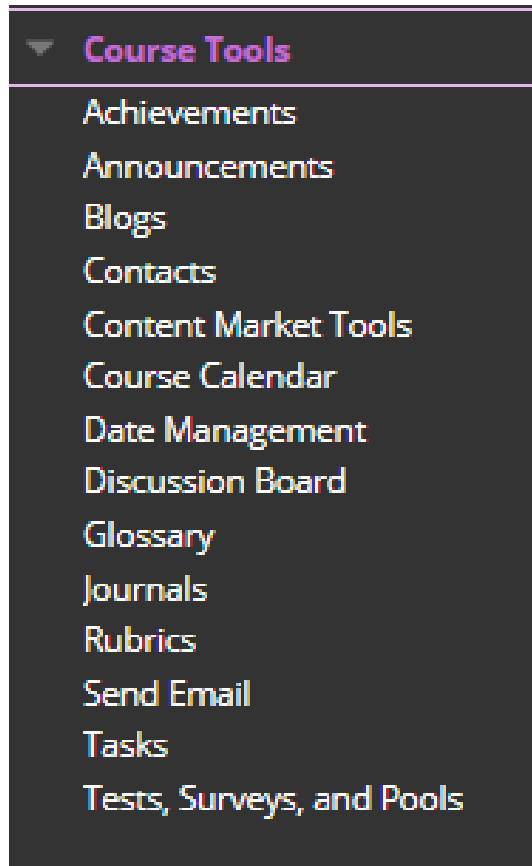 Course Tools
Achievements
Announcements
Blogs
Contacts
Content Market Tools
Course Calendar
Date Management
Discussion Board
Glossary
Journals
Rubrics
Send Email
Tasks
Tests, Surveys, and Pools